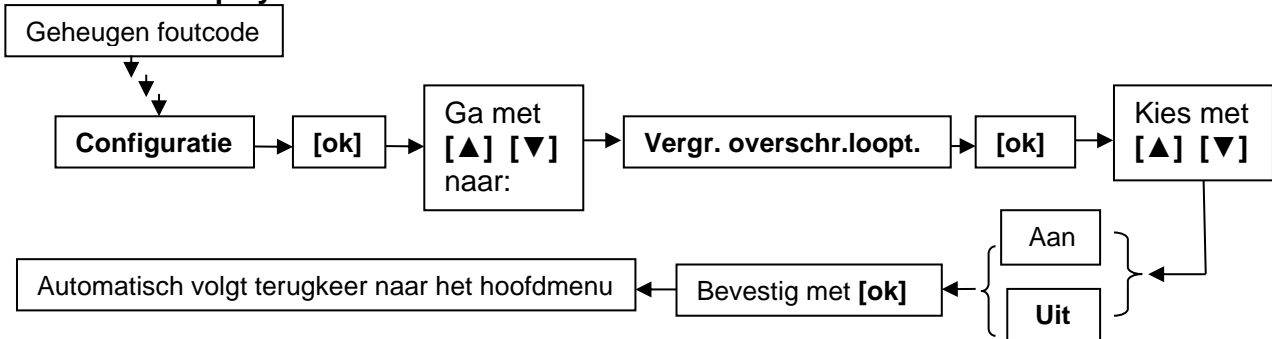 Geheugen foutcode
Configuratie
[ok]
Ga met
[▲] [▼]
naar:
Vergr. overschr.loopt.
[ok]
Kies met
[▲] [▼]
Aan
Uit
Bevestig met [ok]
Automatisch volgt terugkeer naar het hoofdmenu